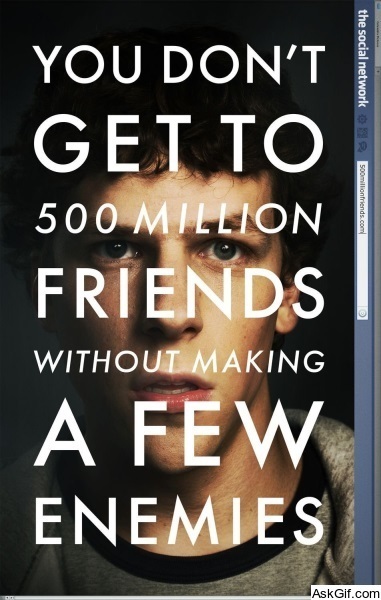 YOU DON'T
GET TO
500 MILLION
FRIENDS
WITHOUT MAKING
A FEW
ENEMIES
the social network
500millionfriends.com
AskGif.com